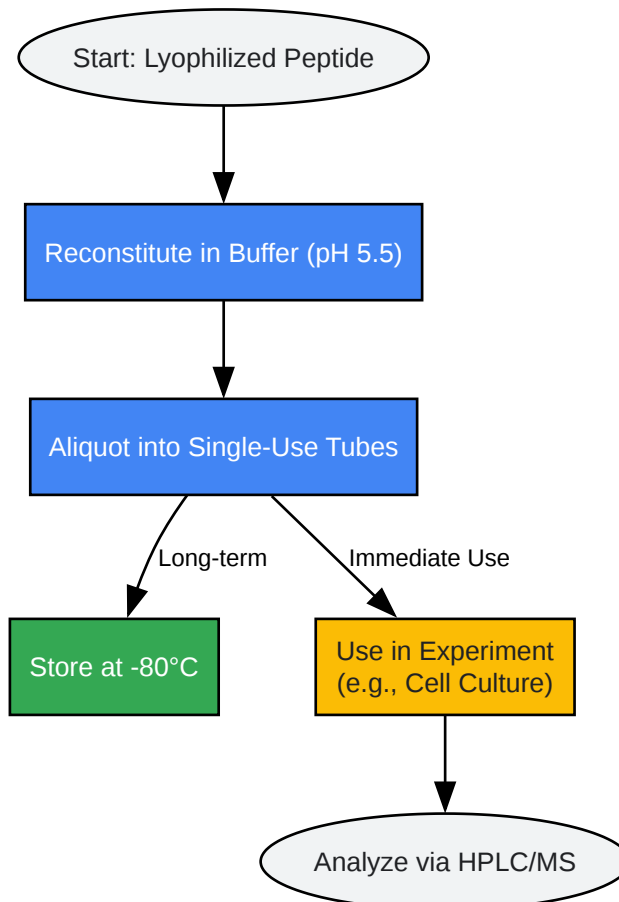 Start: Lyophilized Peptide
Reconstitute in Buffer (pH 5.5)
Aliquot into Single-Use Tubes
Long-term
Immediate Use
Store at -80°C
Use in Experiment
(e.g., Cell Culture)
Analyze via HPLC/MS